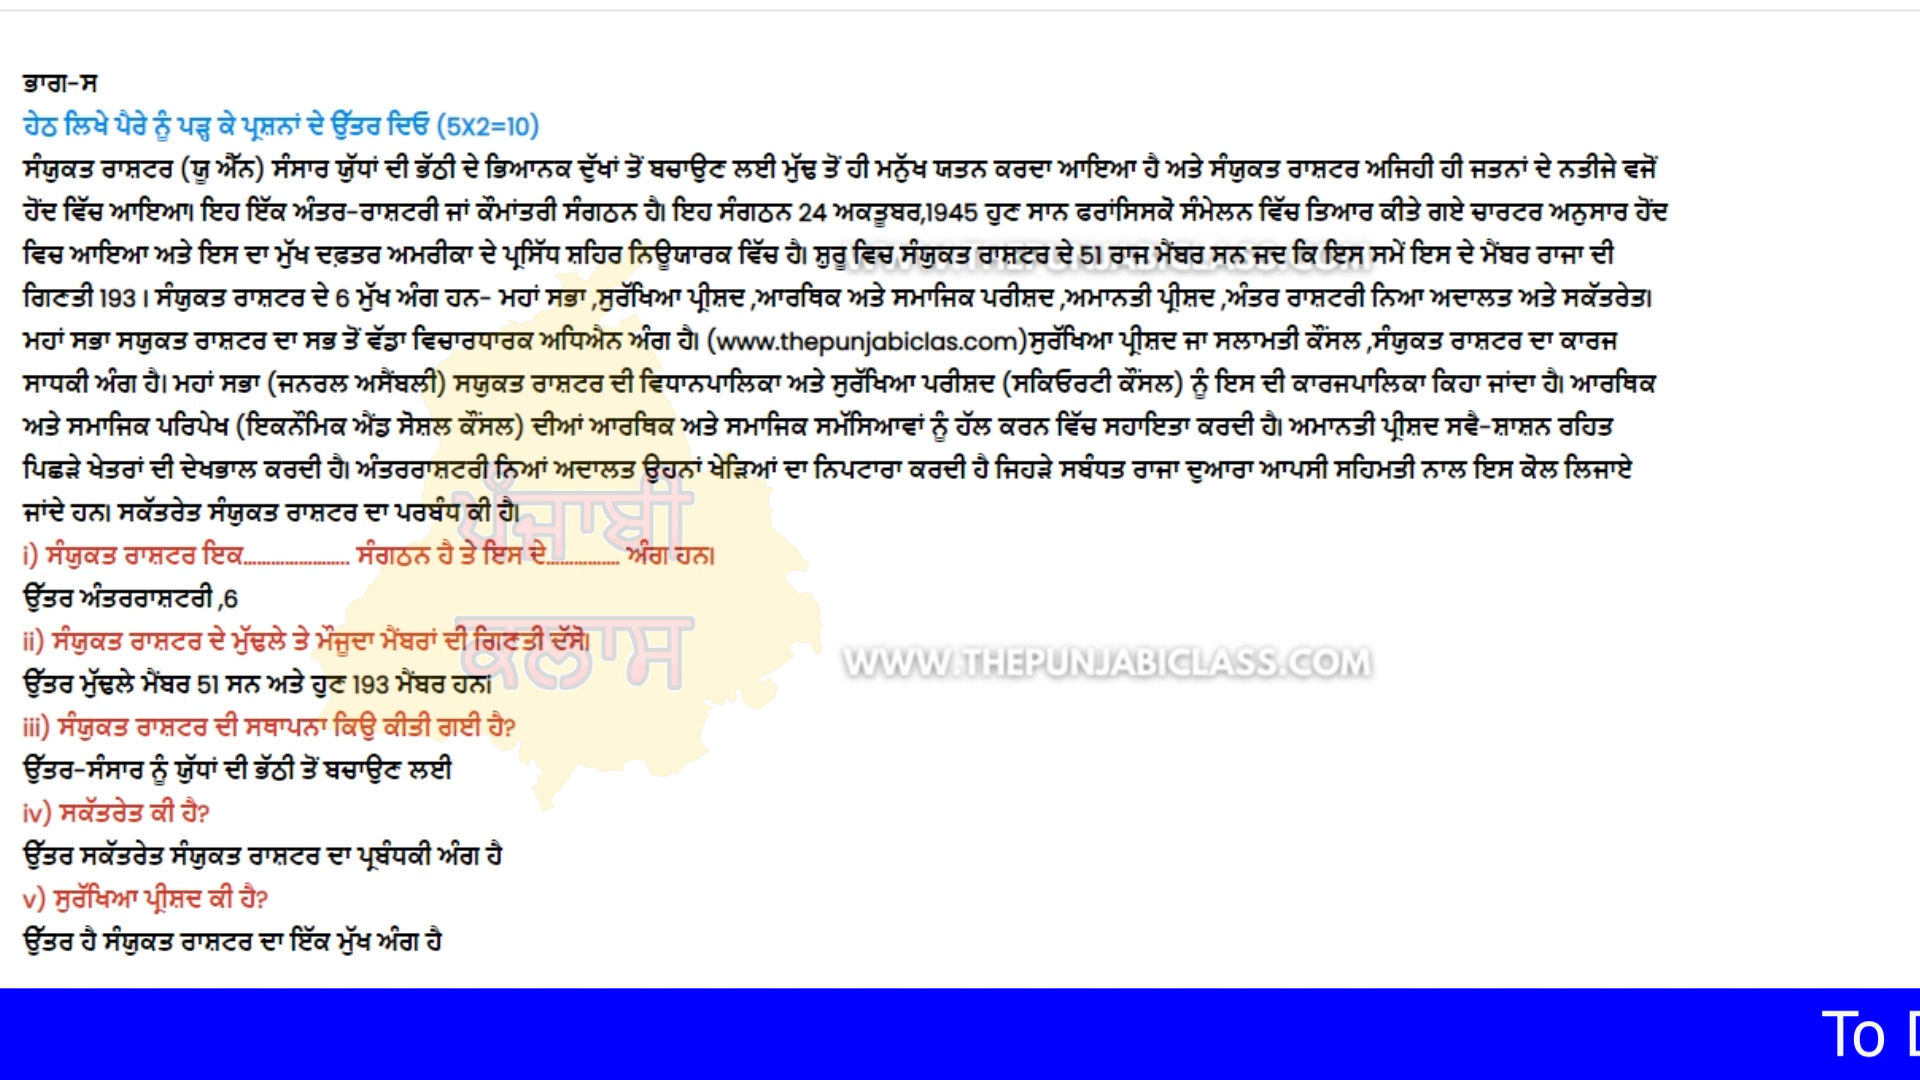 ਭਾਗ-ਸ
ਹੇਠ ਲਿਖੇ ਪੈਰੇ ਨੂੰ ਪੜ੍ਹ ਕੇ ਪ੍ਰਸ਼ਨਾਂ ਦੇ ਉੱਤਰ ਦਿਓ (5X2=10)
ਸੰਯੁਕਤ ਰਾਸ਼ਟਰ (ਯੂ ਐੱਨ) ਸੰਸਾਰ ਯੁੱਧਾਂ ਦੀ ਭੱਠੀ ਦੇ ਭਿਆਨਕ ਦੁੱਖਾਂ ਤੋਂ ਬਚਾਉਣ ਲਈ ਮੁੱਢ ਤੋਂ ਹੀ ਮਨੁੱਖ ਯਤਨ ਕਰਦਾ ਆਇਆ ਹੈ ਅਤੇ ਸੰਯੁਕਤ ਰਾਸ਼ਟਰ ਅਜਿਹੀ ਹੀ ਜਤਨਾਂ ਦੇ ਨਤੀਜੇ ਵਜੋਂ
ਹੋਂਦ ਵਿੱਚ ਆਇਆ। ਇਹ ਇੱਕ ਅੰਤਰ-ਰਾਸ਼ਟਰੀ ਜਾਂ ਕੌਮਾਂਤਰੀ ਸੰਗਠਨ ਹੈ। ਇਹ ਸੰਗਠਨ 24 ਅਕਤੂਬਰ,1945 ਹੁਣ ਸਾਨ ਫਰਾਂਸਿਸਕੋ ਸੰਮੇਲਨ ਵਿੱਚ ਤਿਆਰ ਕੀਤੇ ਗਏ ਚਾਰਟਰ ਅਨੁਸਾਰ ਹੋਂਦ
ਵਿਚ ਆਇਆ ਅਤੇ ਇਸ ਦਾ ਮੁੱਖ ਦਫ਼ਤਰ ਅਮਰੀਕਾ ਦੇ ਪ੍ਰਸਿੱਧ ਸ਼ਹਿਰ ਨਿਊਯਾਰਕ ਵਿੱਚ ਹੈ। ਸ਼ੁਰੂ ਵਿਚ ਸੰਯੁਕਤ ਰਾਸ਼ਟਰ ਦੇ 51 ਰਾਜ ਮੈਂਬਰ ਸਨ ਜਦ ਕਿ ਇਸ ਸਮੇਂ ਇਸ ਦੇ ਮੈਂਬਰ ਰਾਜਾ ਦੀ
ਗਿਣਤੀ 193 । ਸੰਯੁਕਤ ਰਾਸ਼ਟਰ ਦੇ 6 ਮੁੱਖ ਅੰਗ ਹਨ- ਮਹਾਂ ਸਭਾ ,ਸੁਰੱਖਿਆ ਪ੍ਰੀਸ਼ਦ ,ਆਰਥਿਕ ਅਤੇ ਸਮਾਜਿਕ ਪਰੀਸ਼ਦ ,ਅਮਾਨਤੀ ਪ੍ਰੀਸ਼ਦ ,ਅੰਤਰ ਰਾਸ਼ਟਰੀ ਨਿਆ ਅਦਾਲਤ ਅਤੇ ਸਕੱਤਰੇਤ।
ਮਹਾਂ ਸਭਾ ਸਯੁਕਤ ਰਾਸ਼ਟਰ ਦਾ ਸਭ ਤੋਂ ਵੱਡਾ ਵਿਚਾਰਧਾਰਕ ਅਧਿਐਨ ਅੰਗ ਹੈ। (www.thepunjabiclas.com)ਸੁਰੱਖਿਆ ਪ੍ਰੀਸ਼ਦ ਜਾ ਸਲਾਮਤੀ ਕੌਂਸਲ ,ਸੰਯੁਕਤ ਰਾਸ਼ਟਰ ਦਾ ਕਾਰਜ
ਸਾਧਕੀ ਅੰਗ ਹੈ। ਮਹਾਂ ਸਭਾ (ਜਨਰਲ ਅਸੈਂਬਲੀ) ਸਯੁਕਤ ਰਾਸ਼ਟਰ ਦੀ ਵਿਧਾਨਪਾਲਿਕਾ ਅਤੇ ਸੁਰੱਖਿਆ ਪਰੀਸ਼ਦ (ਸਕਿਓਰਟੀ ਕੌਂਸਲ) ਨੂੰ ਇਸ ਦੀ ਕਾਰਜਪਾਲਿਕਾ ਕਿਹਾ ਜਾਂਦਾ ਹੈ। ਆਰਥਿਕ
ਅਤੇ ਸਮਾਜਿਕ ਪਰਿਪੇਖ (ਇਕਨੌਮਿਕ ਐਂਡ ਸੋਸ਼ਲ ਕੌਂਸਲ) ਦੀਆਂ ਆਰਥਿਕ ਅਤੇ ਸਮਾਜਿਕ ਸਮੱਸਿਆਵਾਂ ਨੂੰ ਹੱਲ ਕਰਨ ਵਿੱਚ ਸਹਾਇਤਾ ਕਰਦੀ ਹੈ। ਅਮਾਨਤੀ ਪ੍ਰੀਸ਼ਦ ਸਵੈ-ਸ਼ਾਸ਼ਨ ਰਹਿਤ
ਪਿਛੜੇ ਖੇਤਰਾਂ ਦੀ ਦੇਖਭਾਲ ਕਰਦੀ ਹੈ। ਅੰਤਰਰਾਸ਼ਟਰੀ ਨਿਆਂ ਅਦਾਲਤ ਉਹਨਾਂ ਖੇੜਿਆਂ ਦਾ ਨਿਪਟਾਰਾ ਕਰਦੀ ਹੈ ਜਿਹੜੇ ਸਬੰਧਤ ਰਾਜਾ ਦੁਆਰਾ ਆਪਸੀ ਸਹਿਮਤੀ ਨਾਲ ਇਸ ਕੋਲ ਲਿਜਾਏ
ਜਾਂਦੇ ਹਨ। ਸਕੱਤਰੇਤ ਸੰਯੁਕਤ ਰਾਸ਼ਟਰ ਦਾ ਪਰਬੰਧ ਕੀ ਹੈ।
i) ਸੰਯੁਕਤ ਰਾਸ਼ਟਰ ਇਕ....................... ਸੰਗਠਨ ਹੈ ਤੇ ਇਸ ਦੇ................ ਅੰਗ ਹਨ।
ਉੱਤਰ ਅੰਤਰਰਾਸ਼ਟਰੀ ,6
ii) ਸੰਯੁਕਤ ਰਾਸ਼ਟਰ ਦੇ ਮੁੱਢਲੇ ਤੇ ਮੌਜੂਦਾ ਮੈਂਬਰਾਂ ਦੀ ਗਿਣਤੀ ਦੱਸੋ।
ਉੱਤਰ ਮੁੱਢਲੇ ਮੈਂਬਰ 51 ਸਨ ਅਤੇ ਹੁਣ 193 ਮੈਂਬਰ ਹਨ।
iii) ਸੰਯੁਕਤ ਰਾਸ਼ਟਰ ਦੀ ਸਥਾਪਨਾ ਕਿਉ ਕੀਤੀ ਗਈ ਹੈ?
ਉੱਤਰ-ਸੰਸਾਰ ਨੂੰ ਯੁੱਧਾਂ ਦੀ ਭੱਠੀ ਤੋਂ ਬਚਾਉਣ ਲਈ
iv) ਸਕੱਤਰੇਤ ਕੀ ਹੈ?
ਉੱਤਰ ਸਕੱਤਰੇਤ ਸੰਯੁਕਤ ਰਾਸ਼ਟਰ ਦਾ ਪ੍ਰਬੰਧਕੀ ਅੰਗ ਹੈ
v) ਸੁਰੱਖਿਆ ਪ੍ਰੀਸ਼ਦ ਕੀ ਹੈ?
ਉੱਤਰ ਹੈ ਸੰਯੁਕਤ ਰਾਸ਼ਟਰ ਦਾ ਇੱਕ ਮੁੱਖ ਅੰਗ ਹੈ
ਪੰਜਾਬੀ
ਕਲਾਸ
WWW.THEPUNJABICLASS.COM
WWW.THEPUNJABICLASS.COM
To